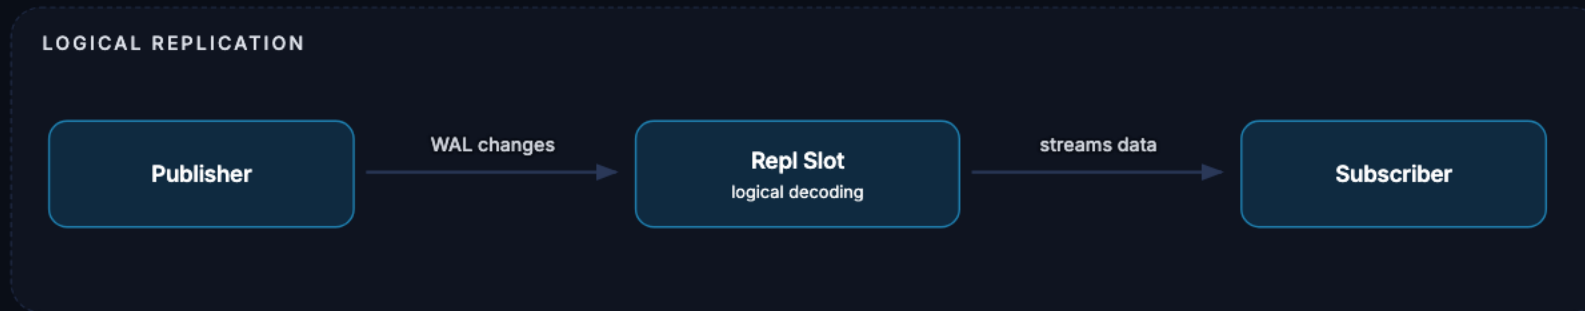 LOGICAL REPLICATION
Publisher
WAL changes
Repl Slot
logical decoding
streams data
Subscriber